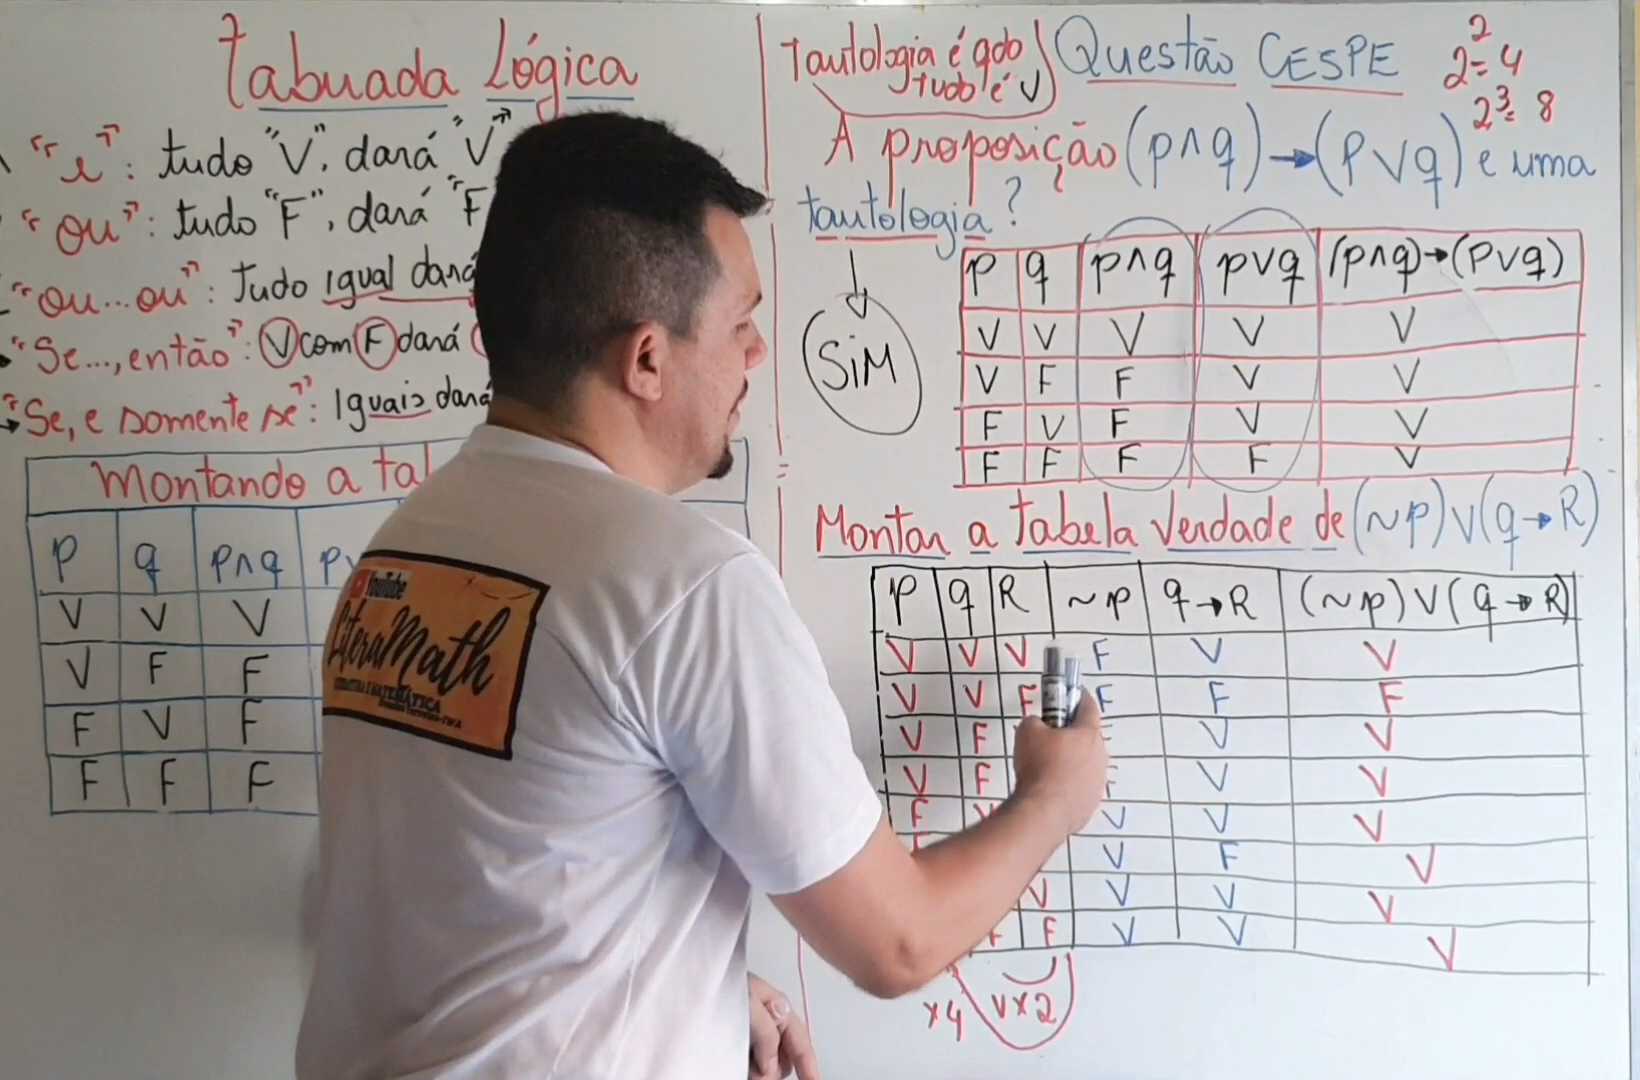 Tabuada Lógica
"e": tudo "V", dará "V"
"ou": tudo "F", dará "F
"ou...ou": Tudo igual dará
"Se..., então": V com F dará
"Se, e somente se": Iguais dará
Montando a ta
p q p∧q p
V V V
V F F
F V F
F F F
YouTube
LiteraMath
Tautologia é qdo
tudo é V
Questão CESPE
2² = 4
2³ = 8
A proposição (p∧q)→(P∨q) é uma
tautologia?
SiM
p q p∧q p∨q (p∧q)→(P∨q)
V V V V V
V F F V V
F V F V V
F F F F V
Montar a tabela verdade de (~p)∨(q→R)
P q R ~p q→R (~p)∨(q→R)
V V V F V V
V V F F F F
V F F V V
V F F V V
F V V V V
F V F V
V V V V
F F V V V
x4 V x2